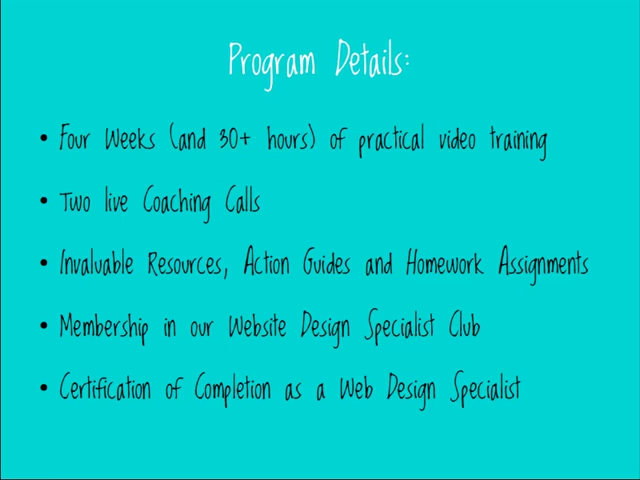 Program Details:
• Four Weeks (and 30+ hours) of practical video training
• Two live Coaching Calls
• Invaluable Resources, Action Guides and Homework Assignments
• Membership in our Website Design Specialist Club
• Certification of Completion as a Web Design Specialist